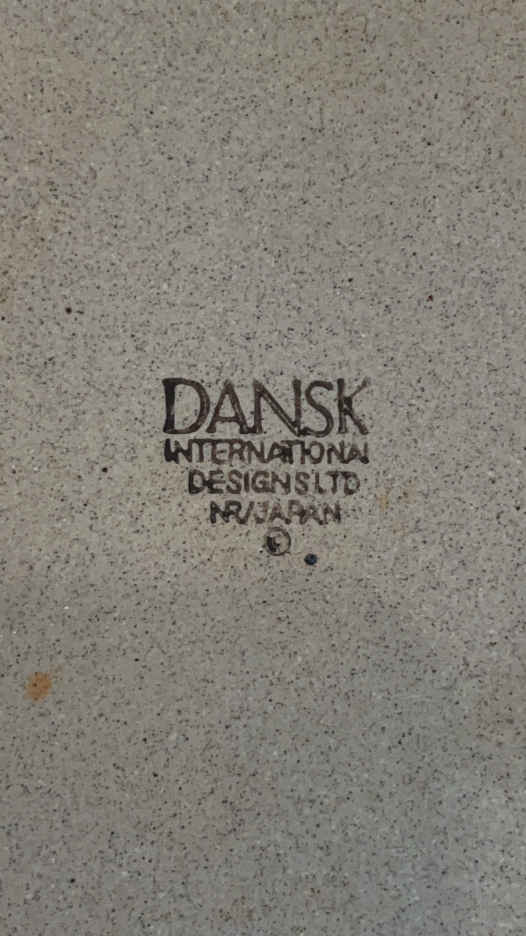 DANSK
INTERNATIONAL
DESIGNS LTD
NR/JAPAN
©